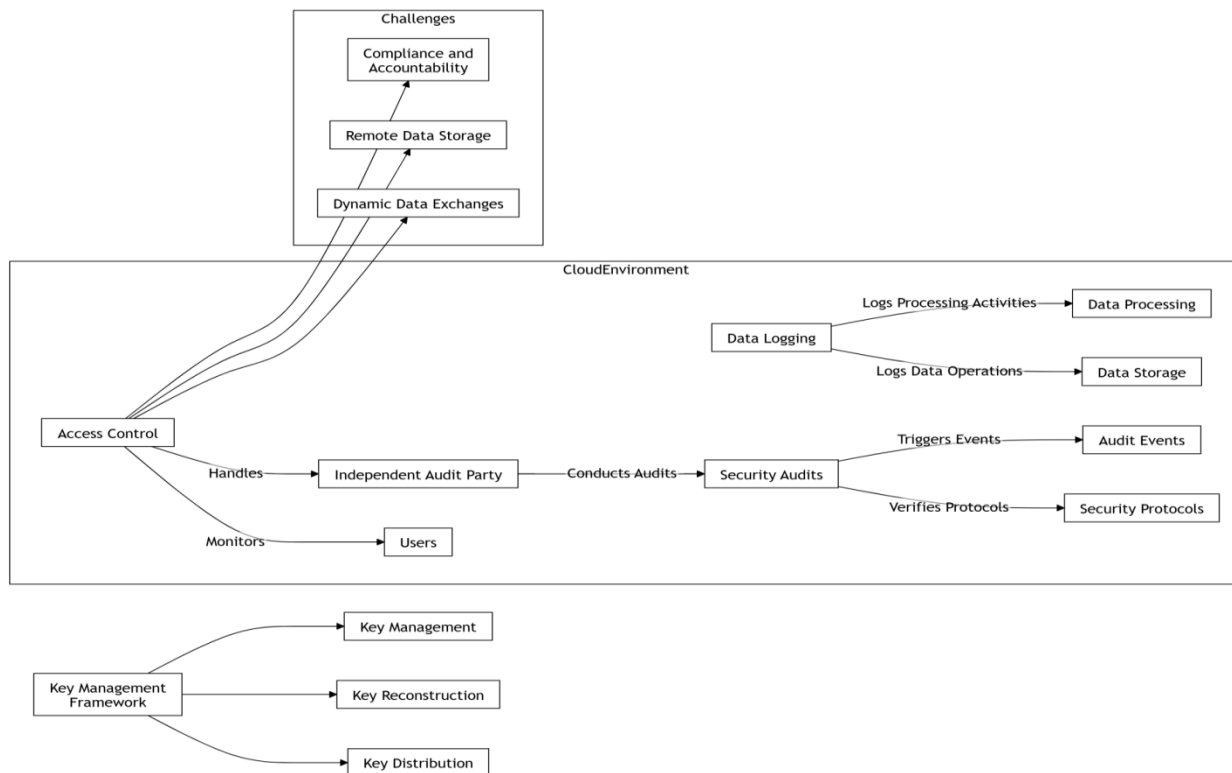 Challenges
Compliance and
Accountability
Remote Data Storage
Dynamic Data Exchanges
CloudEnvironment
Logs Processing Activities
Data Processing
Data Logging
Logs Data Operations
Data Storage
Access Control
Triggers Events
Audit Events
Handles
Independent Audit Party
Conducts Audits
Security Audits
Verifies Protocols
Security Protocols
Monitors
Users
Key Management
Key Management
Framework
Key Reconstruction
Key Distribution